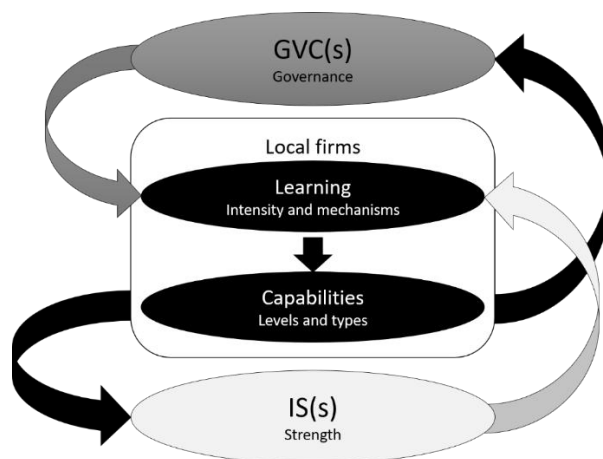 GVC(s)
Governance
Local firms
Learning
Intensity and mechanisms
Capabilities
Levels and types
IS(s)
Strength